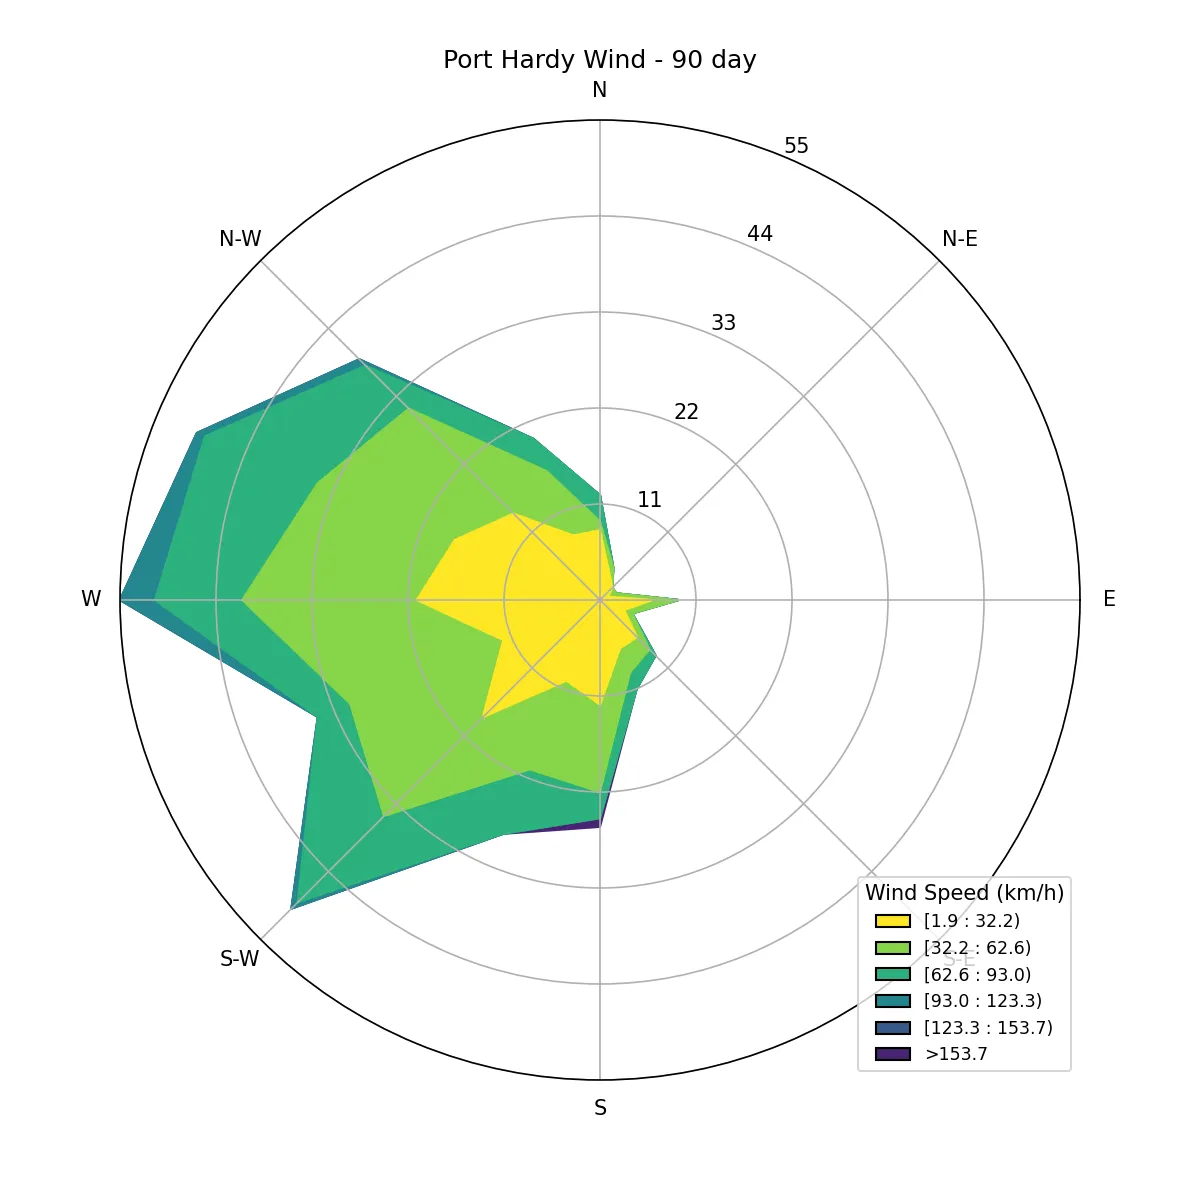 Port Hardy Wind - 90 day
N
55
N-W
44
N-E
33
22
11
W
E
S-W
S-E
S
Wind Speed (km/h)
[1.9 : 32.2)
[32.2 : 62.6)
[62.6 : 93.0)
[93.0 : 123.3)
[123.3 : 153.7)
>153.7